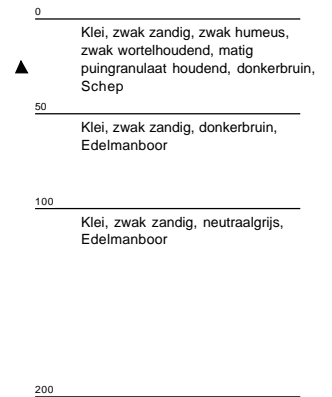 0
Klei, zwak zandig, zwak humeus,
zwak wortelhoudend, matig
puingranulaat houdend, donkerbruin,
Schep
50
Klei, zwak zandig, donkerbruin,
Edelmanboor
100
Klei, zwak zandig, neutraalgrijs,
Edelmanboor
200